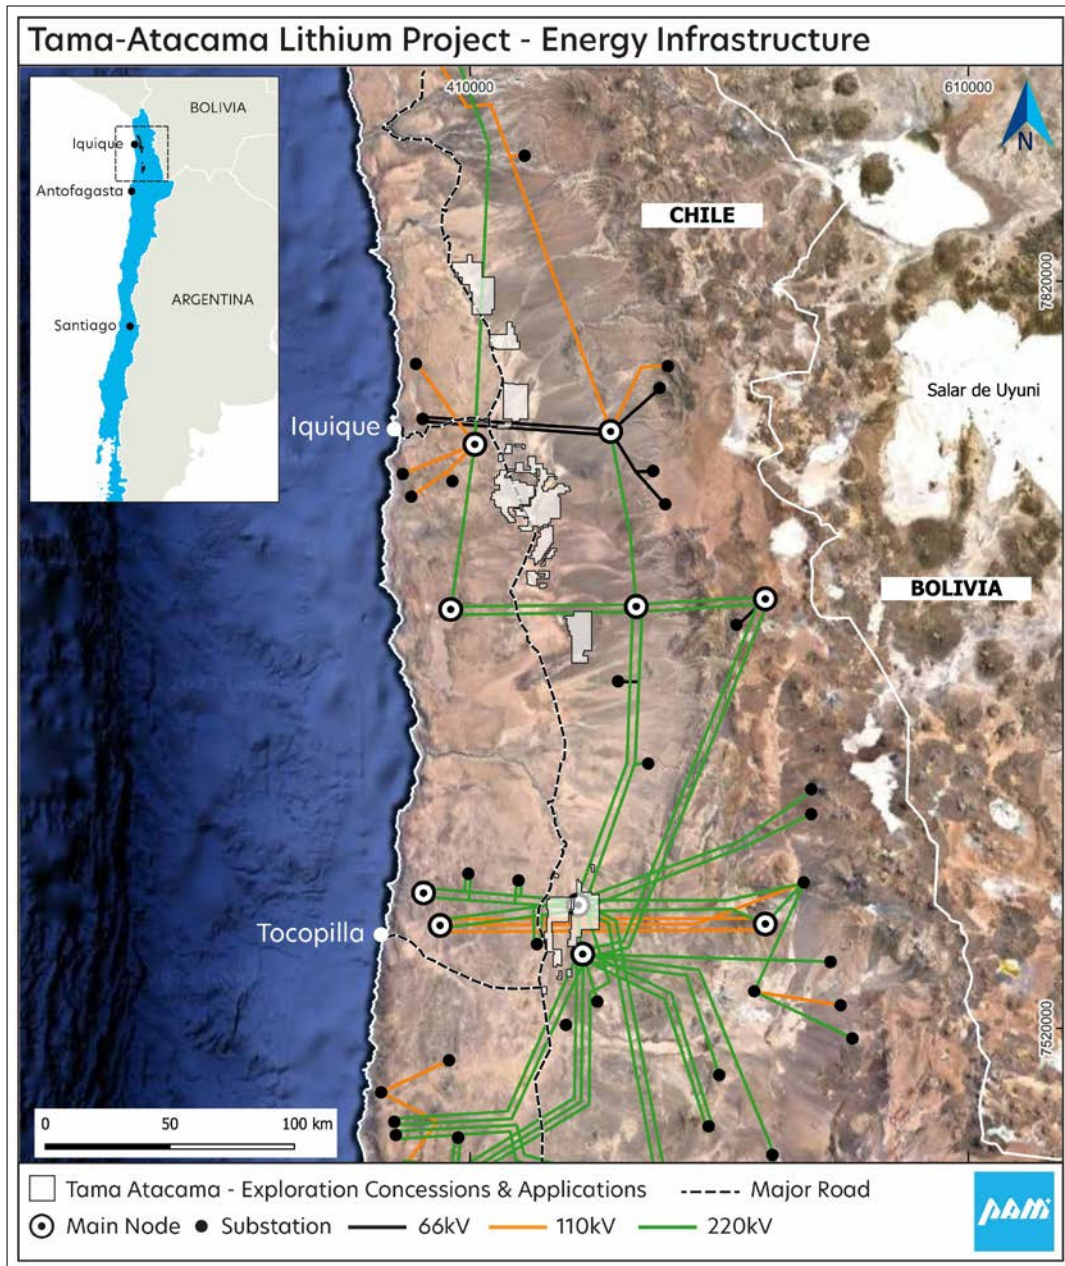 Tama-Atacama Lithium Project - Energy Infrastructure
410000
610000
BOLIVIA
Iquique
Antofagasta
ARGENTINA
Santiago
N
CHILE
7820000
Salar de Uyuni
Iquique
BOLIVIA
Tocopilla
7520000
0 50 100 km
Tama Atacama - Exploration Concessions & Applications Major Road
Main Node Substation 66kV 110kV 220kV
PAM